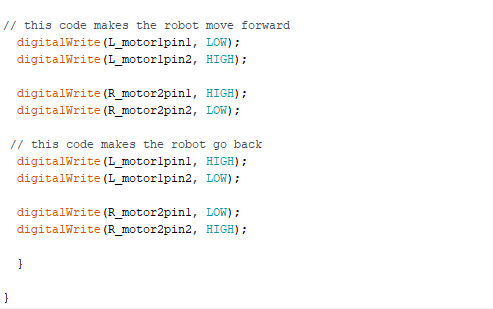 // this code makes the robot move forward
digitalWrite(L_motor1pin1, LOW);
digitalWrite(L_motor1pin2, HIGH);
digitalWrite(R_motor2pin1, HIGH);
digitalWrite(R_motor2pin2, LOW);
// this code makes the robot go back
digitalWrite(L_motor1pin1, HIGH);
digitalWrite(L_motor1pin2, LOW);
digitalWrite(R_motor2pin1, LOW);
digitalWrite(R_motor2pin2, HIGH);
}
}